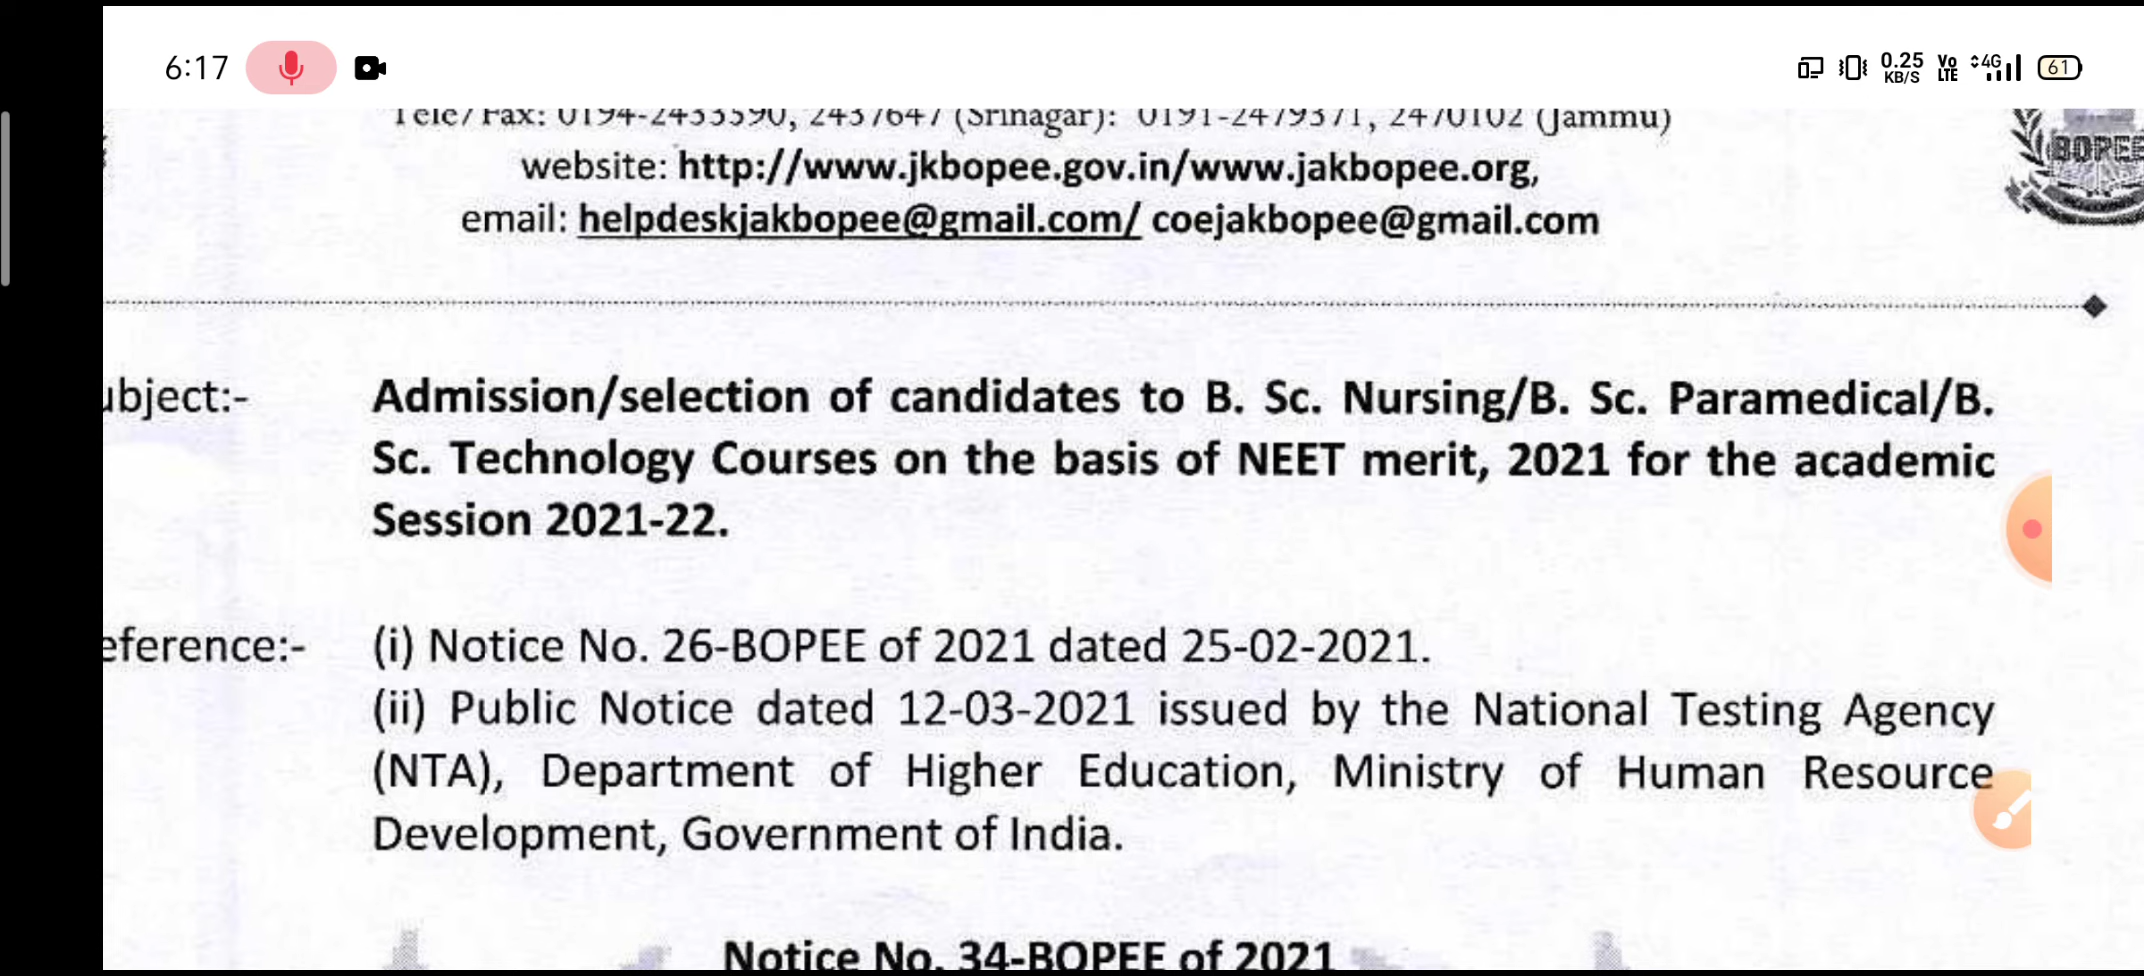 6:17
0.25 KB/S Vo LTE 4G 61
Tele/Fax: 0194-2433590, 2437647 (Srinagar): 0191-2479371, 2470102 (Jammu)
BOPEE
website: http://www.jkbopee.gov.in/www.jakbopee.org,
email: helpdeskjakbopee@gmail.com/ coejakbopee@gmail.com
ubject:- Admission/selection of candidates to B. Sc. Nursing/B. Sc. Paramedical/B.
Sc. Technology Courses on the basis of NEET merit, 2021 for the academic
Session 2021-22.
eference:- (i) Notice No. 26-BOPEE of 2021 dated 25-02-2021.
(ii) Public Notice dated 12-03-2021 issued by the National Testing Agency
(NTA), Department of Higher Education, Ministry of Human Resource
Development, Government of India.
Notice No. 34-BOPEE of 2021